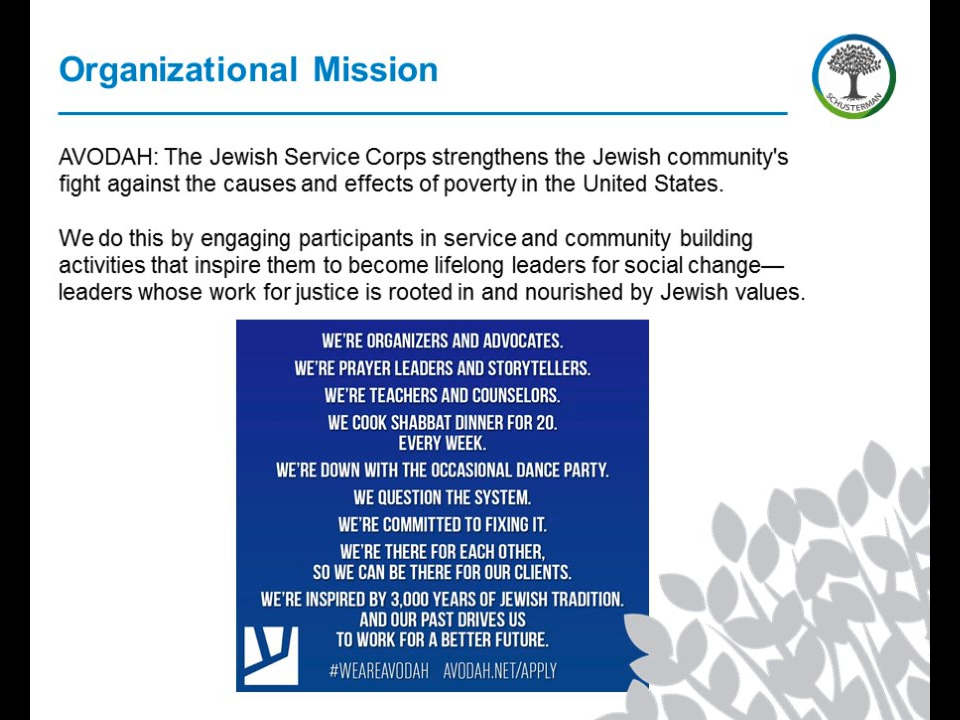 Organizational Mission
SCHUSTERMAN
AVODAH: The Jewish Service Corps strengthens the Jewish community's
fight against the causes and effects of poverty in the United States.
We do this by engaging participants in service and community building
activities that inspire them to become lifelong leaders for social change—
leaders whose work for justice is rooted in and nourished by Jewish values.
WE'RE ORGANIZERS AND ADVOCATES.
WE'RE PRAYER LEADERS AND STORYTELLERS.
WE'RE TEACHERS AND COUNSELORS.
WE COOK SHABBAT DINNER FOR 20.
EVERY WEEK.
WE'RE DOWN WITH THE OCCASIONAL DANCE PARTY.
WE QUESTION THE SYSTEM.
WE'RE COMMITTED TO FIXING IT.
WE'RE THERE FOR EACH OTHER,
SO WE CAN BE THERE FOR OUR CLIENTS.
WE'RE INSPIRED BY 3,000 YEARS OF JEWISH TRADITION.
AND OUR PAST DRIVES US
TO WORK FOR A BETTER FUTURE.
#WEAREAVODAH AVODAH.NET/APPLY